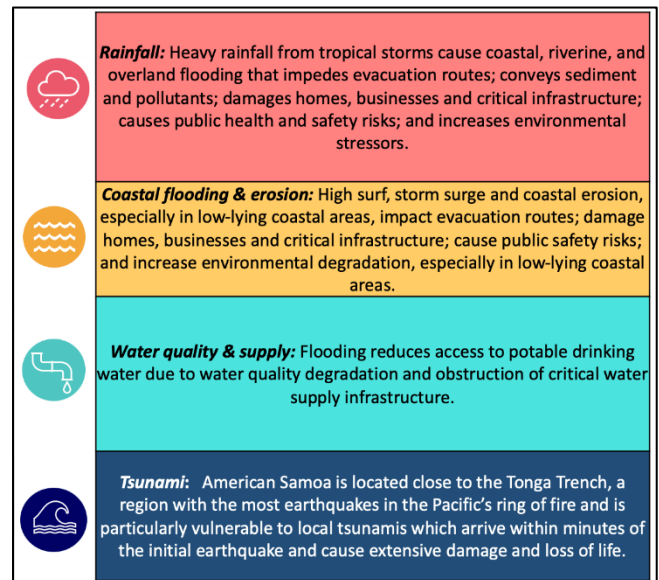 Rainfall: Heavy rainfall from tropical storms cause coastal, riverine, and
overland flooding that impedes evacuation routes; conveys sediment
and pollutants; damages homes, businesses and critical infrastructure;
causes public health and safety risks; and increases environmental
stressors.
Coastal flooding & erosion: High surf, storm surge and coastal erosion,
especially in low-lying coastal areas, impact evacuation routes; damage
homes, businesses and critical infrastructure; cause public safety risks;
and increase environmental degradation, especially in low-lying coastal
areas.
Water quality & supply: Flooding reduces access to potable drinking
water due to water quality degradation and obstruction of critical water
supply infrastructure.
Tsunami: American Samoa is located close to the Tonga Trench, a
region with the most earthquakes in the Pacific's ring of fire and is
particularly vulnerable to local tsunamis which arrive within minutes of
the initial earthquake and cause extensive damage and loss of life.